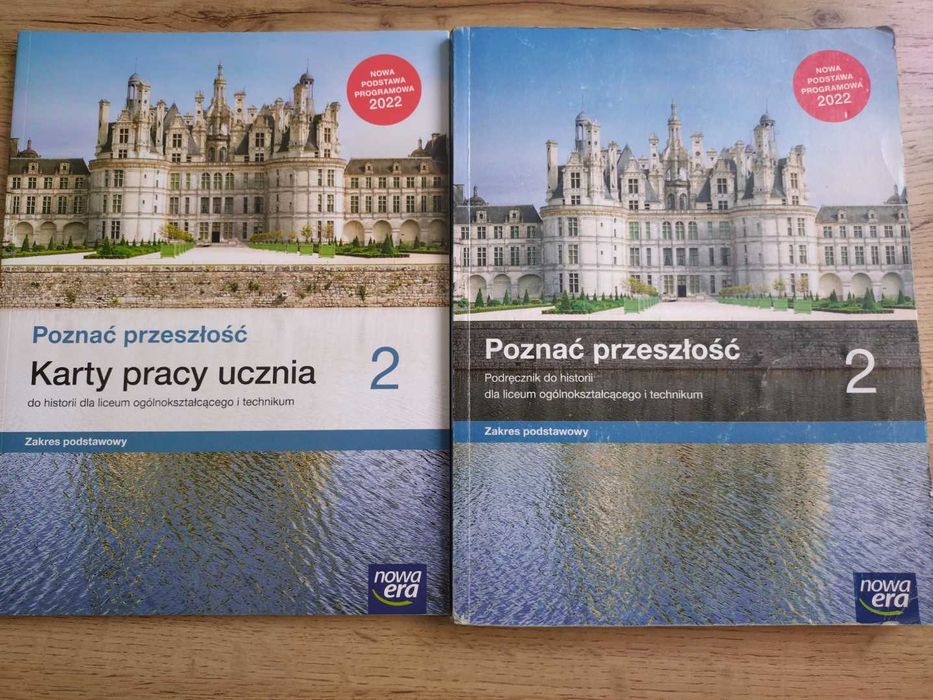 NOWA
PODSTAWA
PROGRAMOWA
2022
Poznać przeszłość
Karty pracy ucznia 2
do historii dla liceum ogólnokształcącego i technikum
Zakres podstawowy
nowa
era
NOWA
PODSTAWA
PROGRAMOWA
2022
Poznać przeszłość 2
Podręcznik do historii
dla liceum ogólnokształcącego i technikum
Zakres podstawowy
nowa
era